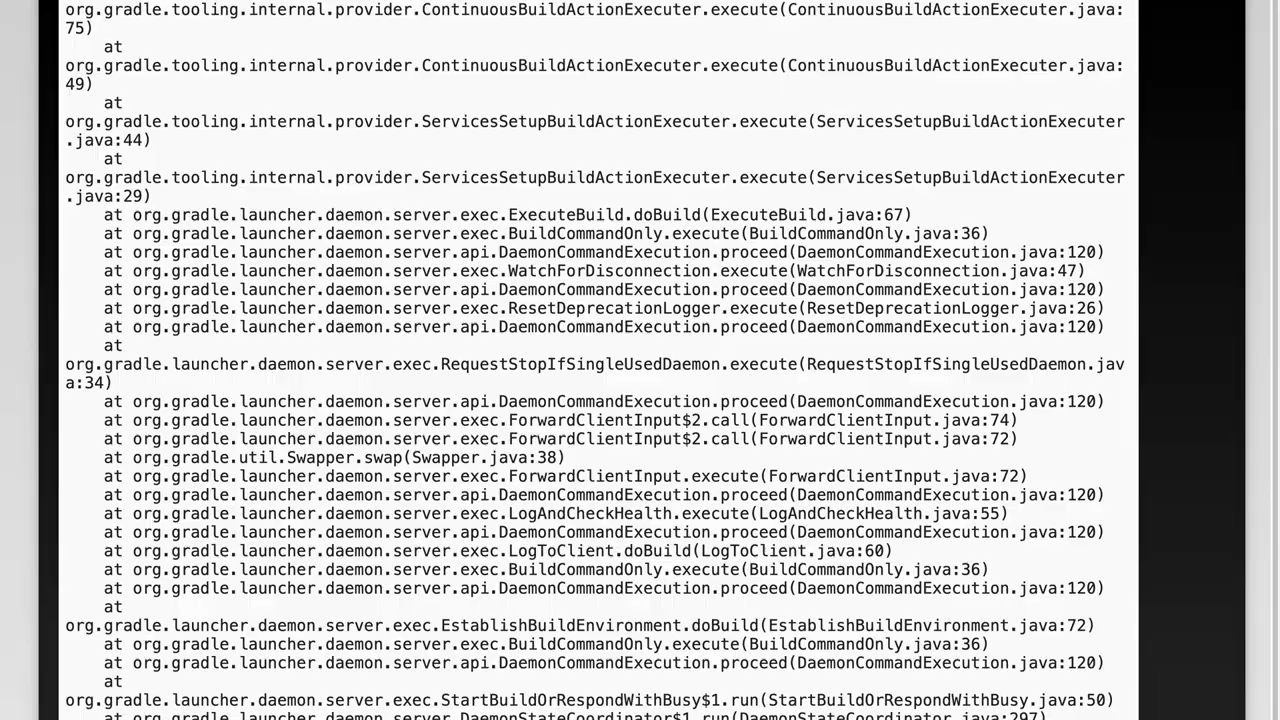 org.gradle.tooling.internal.provider.ContinuousBuildActionExecuter.execute(ContinuousBuildActionExecuter.java:
75)
at
org.gradle.tooling.internal.provider.ContinuousBuildActionExecuter.execute(ContinuousBuildActionExecuter.java:
49)
at
org.gradle.tooling.internal.provider.ServicesSetupBuildActionExecuter.execute(ServicesSetupBuildActionExecuter
.java:44)
at
org.gradle.tooling.internal.provider.ServicesSetupBuildActionExecuter.execute(ServicesSetupBuildActionExecuter
.java:29)
at org.gradle.launcher.daemon.server.exec.ExecuteBuild.doBuild(ExecuteBuild.java:67)
at org.gradle.launcher.daemon.server.exec.BuildCommandOnly.execute(BuildCommandOnly.java:36)
at org.gradle.launcher.daemon.server.api.DaemonCommandExecution.proceed(DaemonCommandExecution.java:120)
at org.gradle.launcher.daemon.server.exec.WatchForDisconnection.execute(WatchForDisconnection.java:47)
at org.gradle.launcher.daemon.server.api.DaemonCommandExecution.proceed(DaemonCommandExecution.java:120)
at org.gradle.launcher.daemon.server.exec.ResetDeprecationLogger.execute(ResetDeprecationLogger.java:26)
at org.gradle.launcher.daemon.server.api.DaemonCommandExecution.proceed(DaemonCommandExecution.java:120)
at
org.gradle.launcher.daemon.server.exec.RequestStopIfSingleUsedDaemon.execute(RequestStopIfSingleUsedDaemon.jav
a:34)
at org.gradle.launcher.daemon.server.api.DaemonCommandExecution.proceed(DaemonCommandExecution.java:120)
at org.gradle.launcher.daemon.server.exec.ForwardClientInput$2.call(ForwardClientInput.java:74)
at org.gradle.launcher.daemon.server.exec.ForwardClientInput$2.call(ForwardClientInput.java:72)
at org.gradle.util.Swapper.swap(Swapper.java:38)
at org.gradle.launcher.daemon.server.exec.ForwardClientInput.execute(ForwardClientInput.java:72)
at org.gradle.launcher.daemon.server.api.DaemonCommandExecution.proceed(DaemonCommandExecution.java:120)
at org.gradle.launcher.daemon.server.exec.LogAndCheckHealth.execute(LogAndCheckHealth.java:55)
at org.gradle.launcher.daemon.server.api.DaemonCommandExecution.proceed(DaemonCommandExecution.java:120)
at org.gradle.launcher.daemon.server.exec.LogToClient.doBuild(LogToClient.java:60)
at org.gradle.launcher.daemon.server.exec.BuildCommandOnly.execute(BuildCommandOnly.java:36)
at org.gradle.launcher.daemon.server.api.DaemonCommandExecution.proceed(DaemonCommandExecution.java:120)
at
org.gradle.launcher.daemon.server.exec.EstablishBuildEnvironment.doBuild(EstablishBuildEnvironment.java:72)
at org.gradle.launcher.daemon.server.exec.BuildCommandOnly.execute(BuildCommandOnly.java:36)
at org.gradle.launcher.daemon.server.api.DaemonCommandExecution.proceed(DaemonCommandExecution.java:120)
at
org.gradle.launcher.daemon.server.exec.StartBuildOrRespondWithBusy$1.run(StartBuildOrRespondWithBusy.java:50)
at org.gradle.launcher.daemon.server.DaemonStateCoordinator$1.run(DaemonStateCoordinator.java:297)